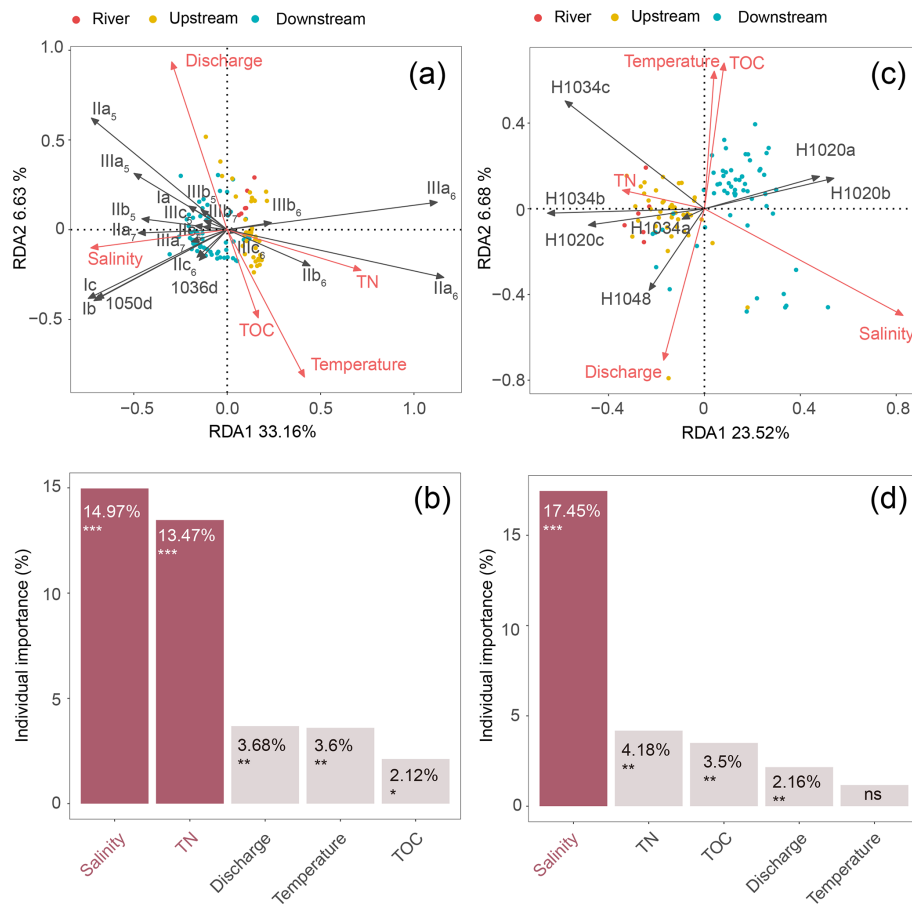 River Upstream Downstream
(a)
1.0
0.5
0
−0.5
RDA2 6.63 %
−0.5 0.0 0.5 1.0
RDA1 33.16%
Discharge
IIa5
IIIa5
Ia
IIIb5
IIb5
IIIc5
IIIa6
IIIb6
IIa7
IIIa7
IIIc6
Salinity
IIc6
IIb6
TN
IIa6
Ic
1050d
1036d
Ib
TOC
Temperature
River Upstream Downstream
(c)
0.4
0
−0.4
−0.8
RDA2 6.68 %
−0.4 0 0.4 0.8
RDA1 23.52%
Temperature
TOC
H1034c
H1020a
H1020b
TN
H1034b
H1034a
H1020c
H1048
Salinity
Discharge
(b)
15
10
5
0
Individual importance (%)
14.97%
***
13.47%
***
3.68%
**
3.6%
**
2.12%
*
Salinity
TN
Discharge
Temperature
TOC
(d)
15
10
5
0
Individual importance (%)
17.45%
***
4.18%
**
3.5%
**
2.16%
**
ns
Salinity
TN
TOC
Discharge
Temperature